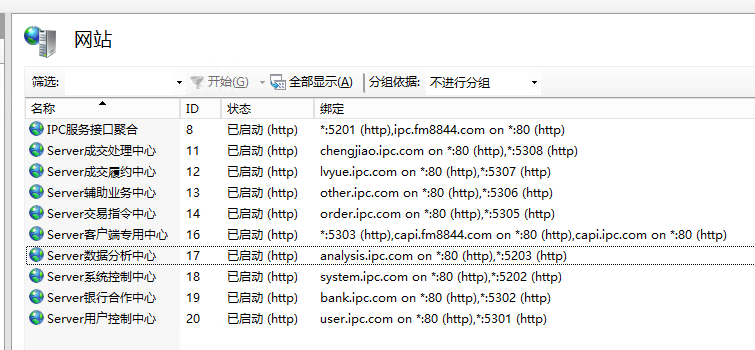 网站
筛选: 开始(G) 全部显示(A) 分组依据: 不进行分组
名称 ID 状态 绑定
IPC服务接口聚合 8 已启动 (http) *:5201 (http),ipc.fm8844.com on *:80 (http)
Server成交处理中心 11 已启动 (http) chengjiao.ipc.com on *:80 (http),*:5308 (http)
Server成交履约中心 12 已启动 (http) lvyue.ipc.com on *:80 (http),*:5307 (http)
Server辅助业务中心 13 已启动 (http) other.ipc.com on *:80 (http),*:5306 (http)
Server交易指令中心 14 已启动 (http) order.ipc.com on *:80 (http),*:5305 (http)
Server客户端专用中心 16 已启动 (http) *:5303 (http),capi.fm8844.com on *:80 (http),capi.ipc.com on *:80 (http)
Server数据分析中心 17 已启动 (http) analysis.ipc.com on *:80 (http),*:5203 (http)
Server系统控制中心 18 已启动 (http) system.ipc.com on *:80 (http),*:5202 (http)
Server银行合作中心 19 已启动 (http) bank.ipc.com on *:80 (http),*:5302 (http)
Server用户控制中心 20 已启动 (http) user.ipc.com on *:80 (http),*:5301 (http)